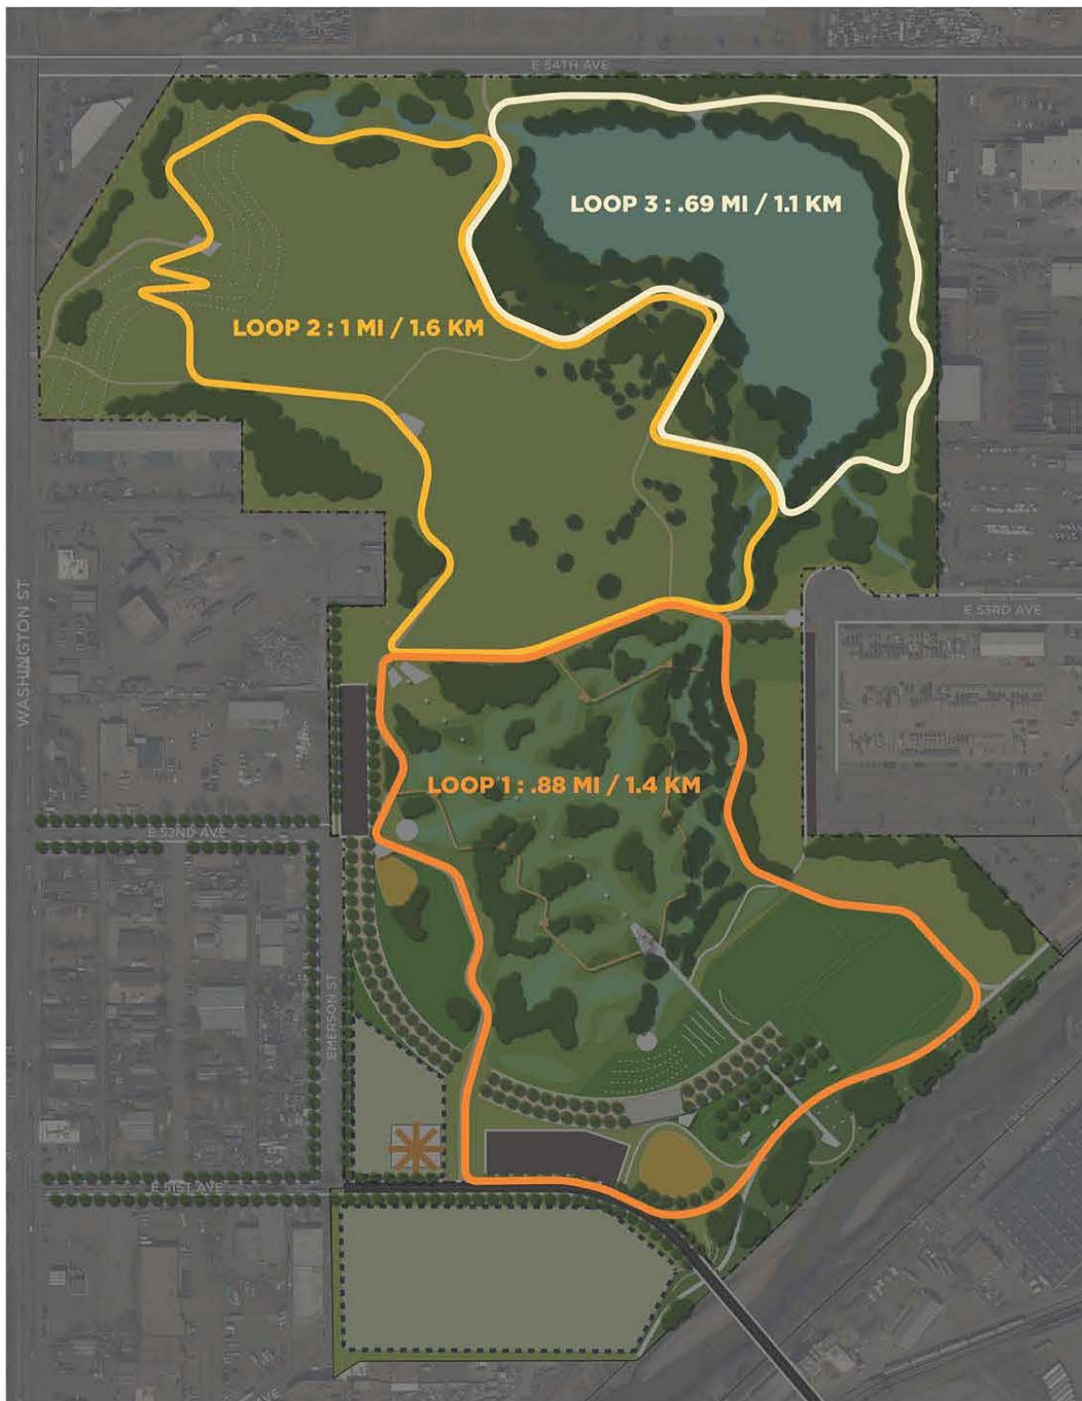 E 54TH AVE
LOOP 3 : .69 MI / 1.1 KM
LOOP 2 : 1 MI / 1.6 KM
WASHINGTON ST
E 53RD AVE
LOOP 1 : .88 MI / 1.4 KM
E 52ND AVE
EMERSON ST
E 51ST AVE
AVE